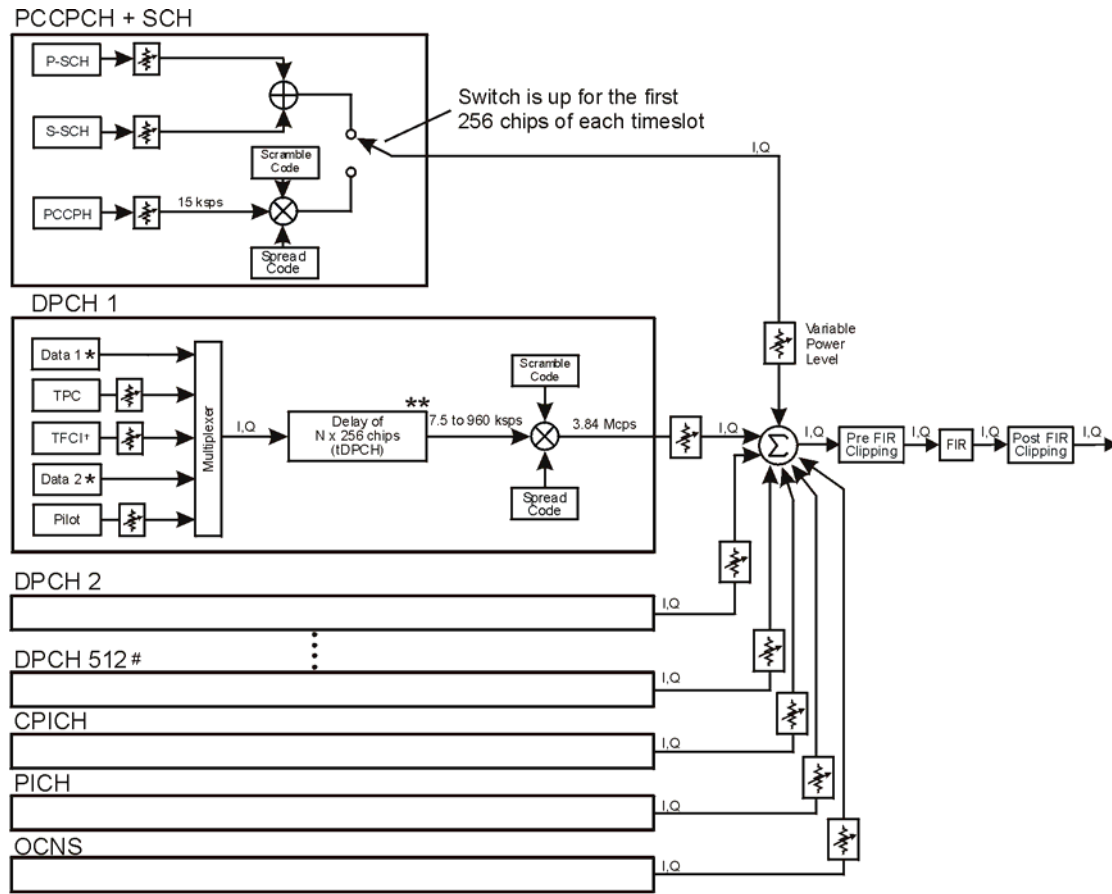 PCCPCH + SCH
P-SCH
S-SCH
Switch is up for the first
256 chips of each timeslot
I,Q
Scramble
Code
PCCPH
15 ksps
Spread
Code
DPCH 1
Variable
Power
Level
Data 1*
TPC
TFCI†
Data 2*
Pilot
Multiplexer
I,Q
Delay of
N x 256 chips
(tDPCH)
**
7.5 to 960 ksps
Scramble
Code
Spread
Code
3.84 Mcps
I,Q
Σ
I,Q
Pre FIR
Clipping
I,Q
FIR
I,Q
Post FIR
Clipping
I,Q
DPCH 2
I,Q
DPCH 512 #
I,Q
CPICH
I,Q
PICH
I,Q
OCNS
I,Q